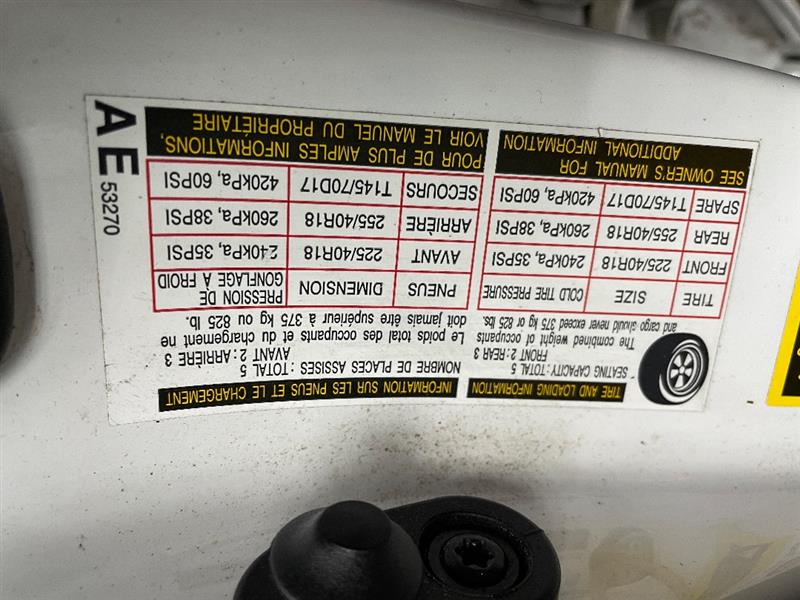 TIRE AND LOADING INFORMATION
SEATING CAPACITY: TOTAL 5
FRONT 2: REAR 3
The combined weight of occupants
and cargo should never exceed 375 kg or 825 lbs.
TIRE SIZE COLD TIRE PRESSURE
FRONT 225/40R18 240kPa, 35PSI
REAR 255/40R18 260kPa, 38PSI
SPARE T145/70D17 420kPa, 60PSI
SEE OWNER'S MANUAL FOR
ADDITIONAL INFORMATION
INFORMATION SUR LES PNEUS ET LE CHARGEMENT
NOMBRE DE PLACES ASSISES: TOTAL 5
AVANT 2: ARRIÈRE 3
Le poids total des occupants et du chargement ne
doit jamais être supérieur à 375 kg ou 825 lb.
PNEUS DIMENSION PRESSION DE
GONFLAGE À FROID
AVANT 225/40R18 240kPa, 35PSI
ARRIÈRE 255/40R18 260kPa, 38PSI
SECOURS T145/70D17 420kPa, 60PSI
POUR DE PLUS AMPLES INFORMATIONS,
VOIR LE MANUEL DU PROPRIÉTAIRE
AE 53270